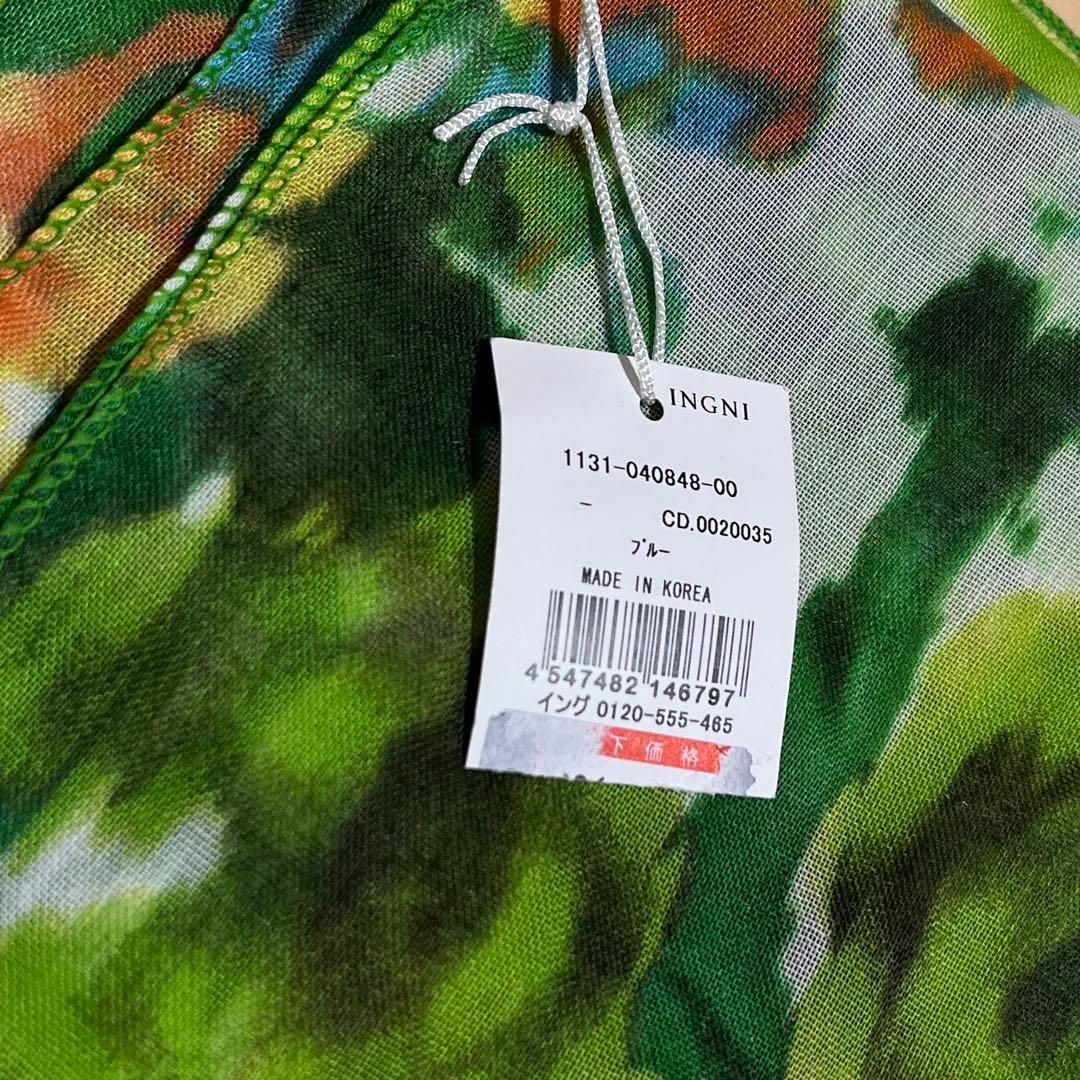 INGNI
1131-040848-00
- CD.0020035
ﾌﾞﾙｰ
MADE IN KOREA
4 547482 146797
イング 0120-555-465
下価格